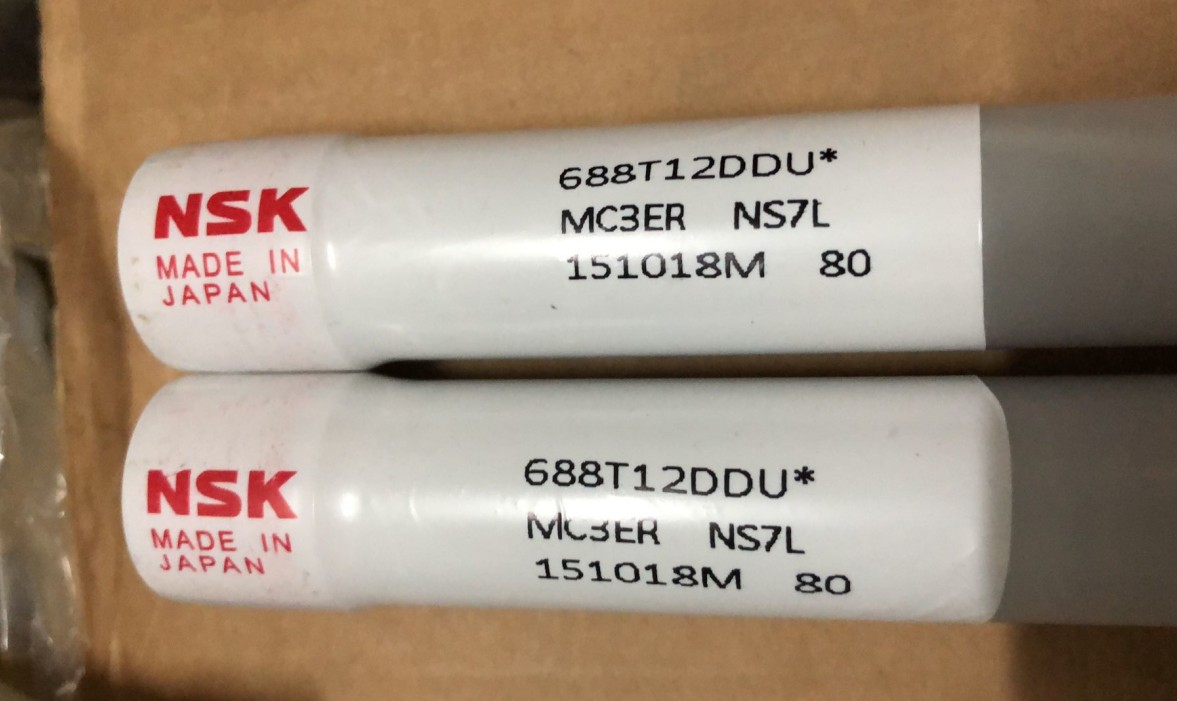 NSK
MADE IN
JAPAN
688T12DDU*
MC3ER NS7L
151018M 80
NSK
MADE IN
JAPAN
688T12DDU*
MC3ER NS7L
151018M 80